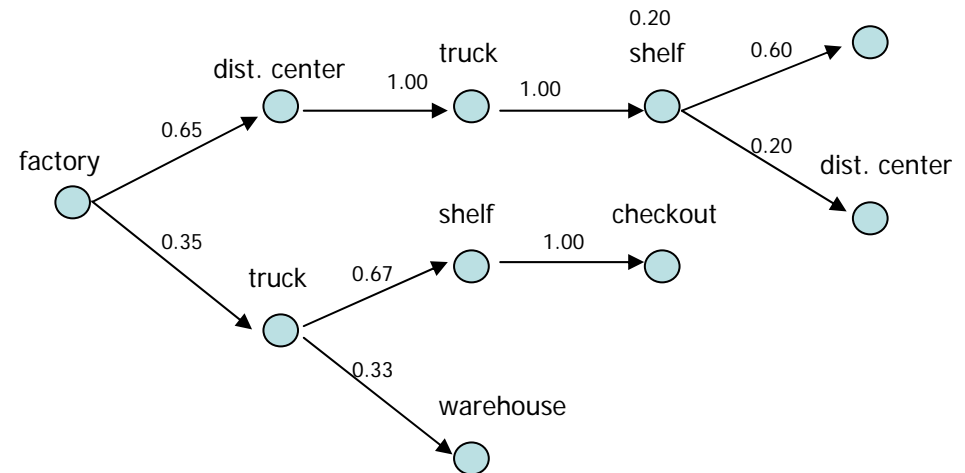 0.20
0.60
truck
shelf
dist. center
1.00
1.00
0.65
0.20
factory
dist. center
shelf
checkout
0.35
1.00
truck
0.67
0.33
warehouse